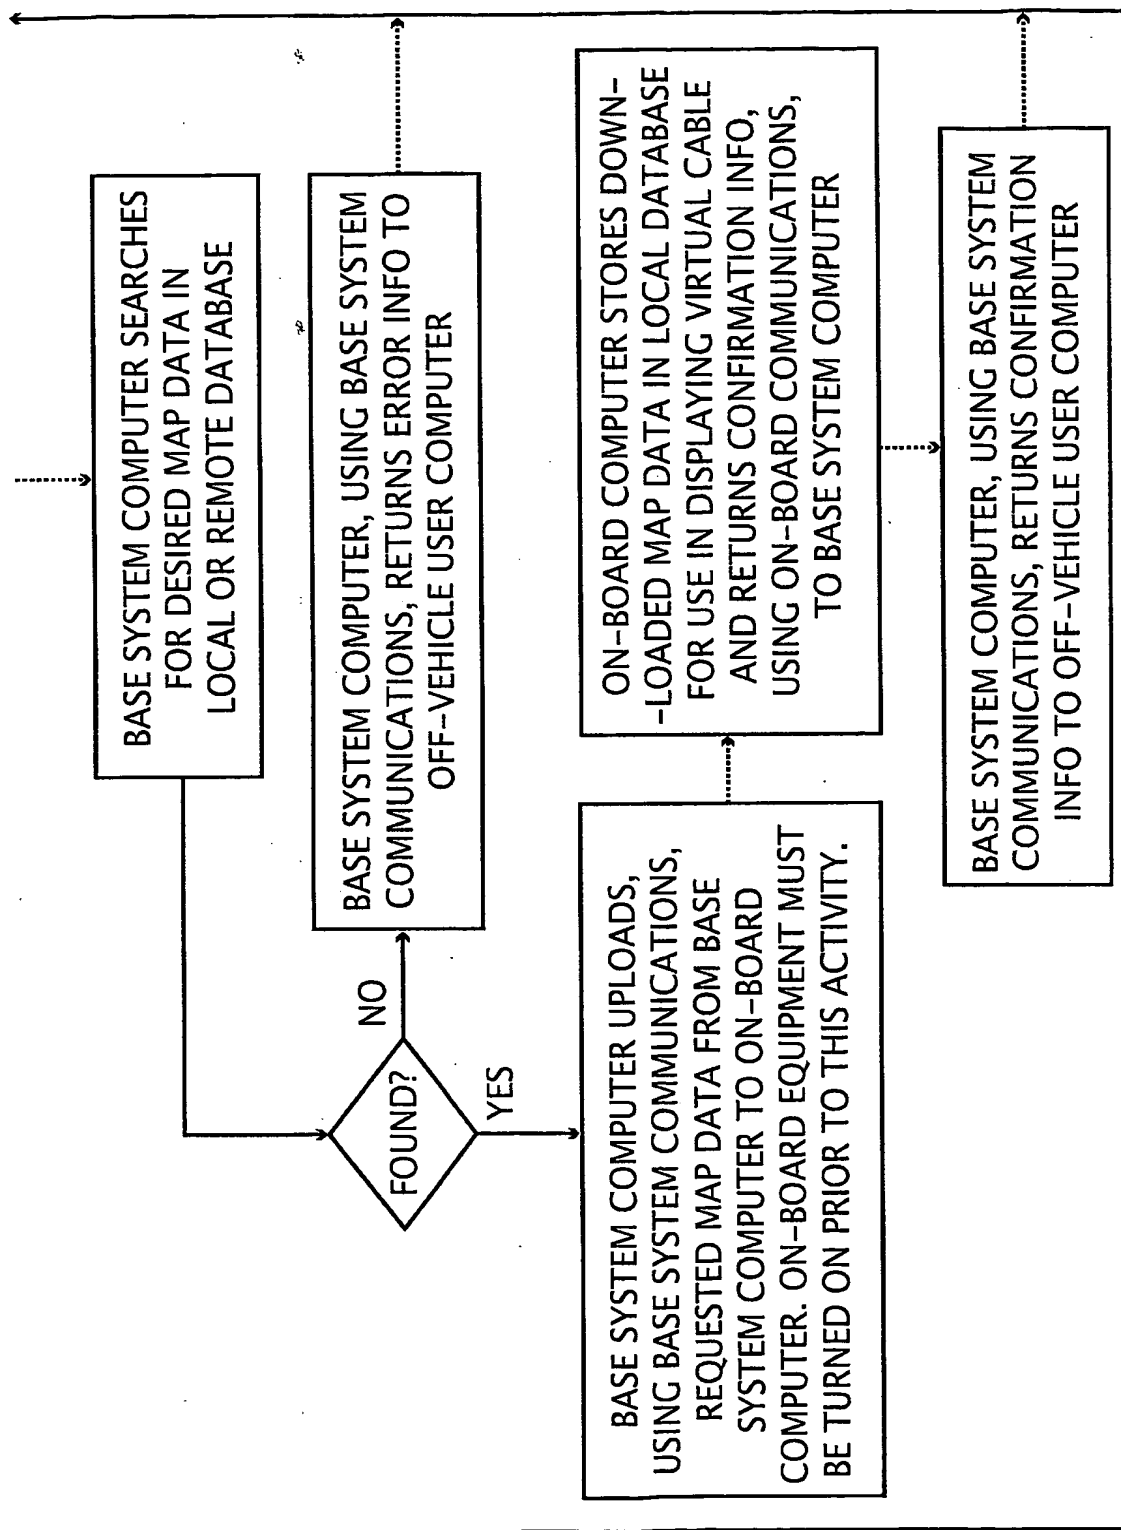 BASE SYSTEM COMPUTER SEARCHES
FOR DESIRED MAP DATA IN
LOCAL OR REMOTE DATABASE
FOUND?
NO
YES
BASE SYSTEM COMPUTER, USING BASE SYSTEM
COMMUNICATIONS, RETURNS ERROR INFO TO
OFF-VEHICLE USER COMPUTER
BASE SYSTEM COMPUTER UPLOADS,
USING BASE SYSTEM COMMUNICATIONS,
REQUESTED MAP DATA FROM BASE
SYSTEM COMPUTER TO ON-BOARD
COMPUTER. ON-BOARD EQUIPMENT MUST
BE TURNED ON PRIOR TO THIS ACTIVITY.
ON-BOARD COMPUTER STORES DOWN-
-LOADED MAP DATA IN LOCAL DATABASE
FOR USE IN DISPLAYING VIRTUAL CABLE
AND RETURNS CONFIRMATION INFO,
USING ON-BOARD COMMUNICATIONS,
TO BASE SYSTEM COMPUTER
BASE SYSTEM COMPUTER, USING BASE SYSTEM
COMMUNICATIONS, RETURNS CONFIRMATION
INFO TO OFF-VEHICLE USER COMPUTER